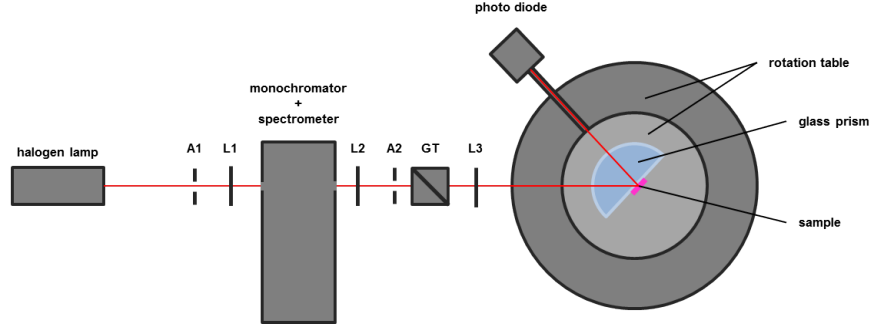 photo diode
rotation table
monochromator
+
spectrometer
glass prism
halogen lamp
A1
L1
L2
A2
GT
L3
sample